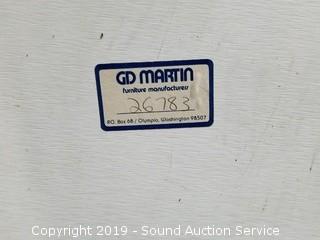 GD MARTIN
furniture manufacturers
26783
P.O. Box 68 / Olympia, Washington 98507
Copyright 2019 - Sound Auction Service